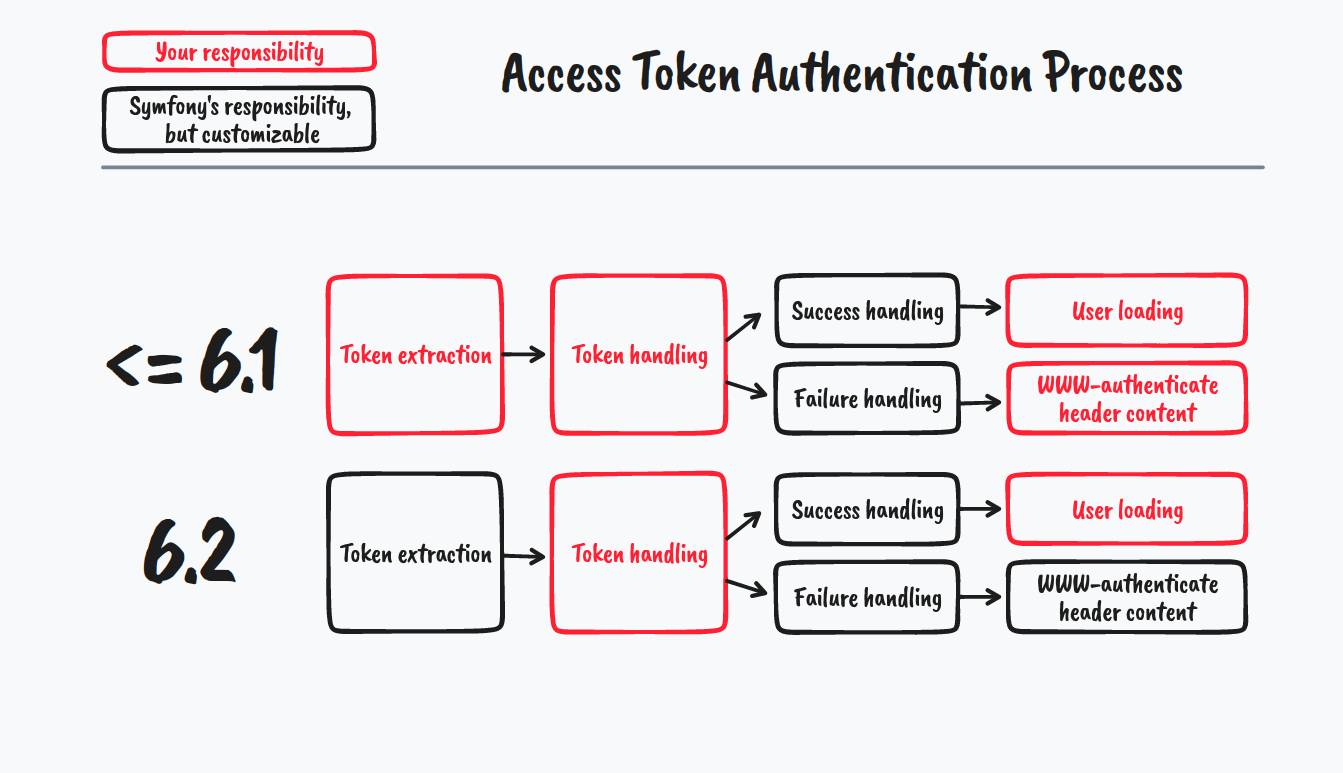 Your responsibility
Symfony's responsibility,
but customizable
Access Token Authentication Process
<= 6.1
Token extraction
Token handling
Success handling
User loading
Failure handling
WWW-authenticate
header content
6.2
Token extraction
Token handling
Success handling
User loading
Failure handling
WWW-authenticate
header content